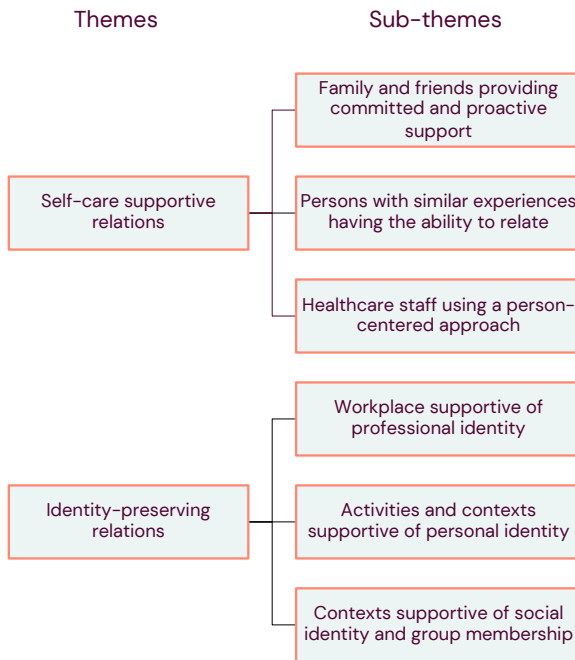 Themes
Sub-themes
Family and friends providing
committed and proactive
support
Self-care supportive
relations
Persons with similar experiences
having the ability to relate
Healthcare staff using a person-
centered approach
Workplace supportive of
professional identity
Identity-preserving
relations
Activities and contexts
supportive of personal identity
Contexts supportive of social
identity and group membership